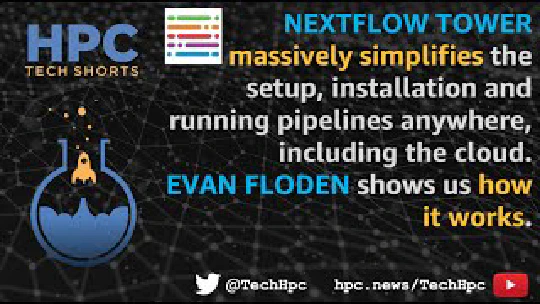 HPC
TECH SHORTS
NEXTFLOW TOWER
massively simplifies the
setup, installation and
running pipelines anywhere,
including the cloud.
EVAN FLODEN shows us how
it works.
@TechHpc
hpc.news/TechHpc